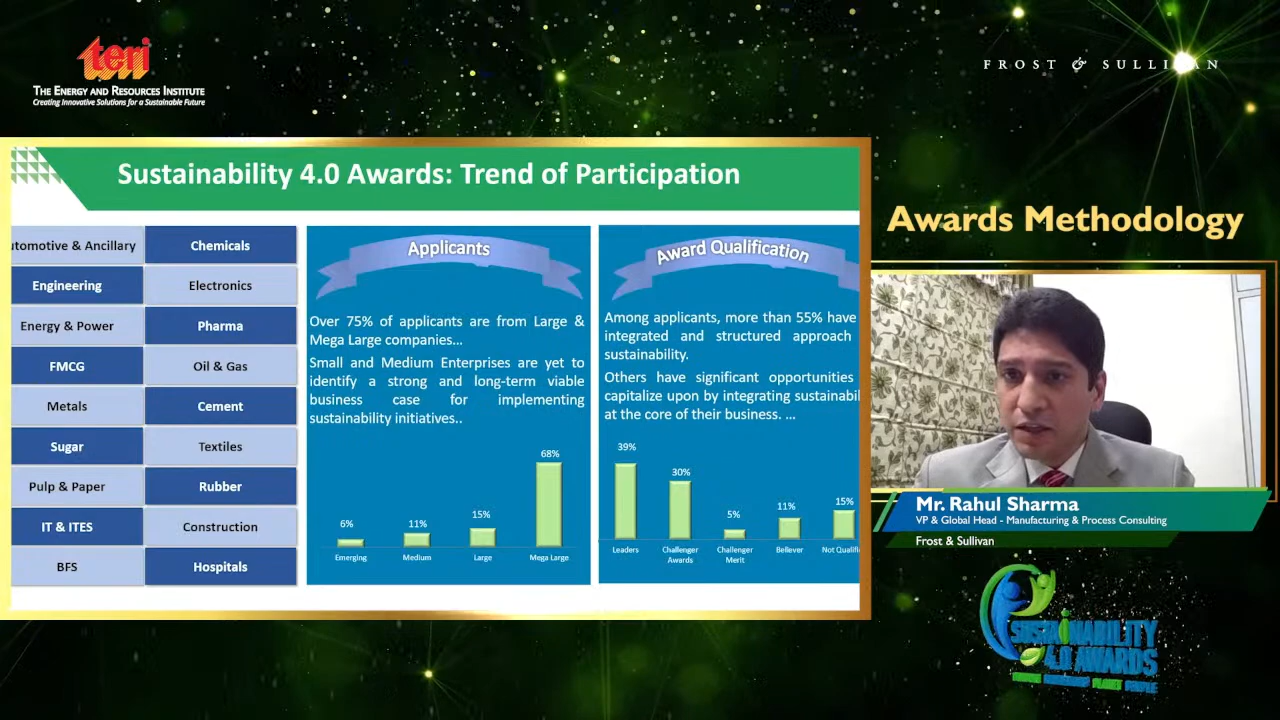 teri
THE ENERGY AND RESOURCES INSTITUTE
Creating Innovative Solutions for a Sustainable Future
FROST & SULLIVAN
Sustainability 4.0 Awards: Trend of Participation
utomotive & Ancillary
Chemicals
Engineering
Electronics
Energy & Power
Pharma
FMCG
Oil & Gas
Metals
Cement
Sugar
Textiles
Pulp & Paper
Rubber
IT & ITES
Construction
BFS
Hospitals
Applicants
Over 75% of applicants are from Large &
Mega Large companies...
Small and Medium Enterprises are yet to
identify a strong and long-term viable
business case for implementing
sustainability initiatives..
6%
11%
15%
68%
Emerging
Medium
Large
Mega Large
Award Qualification
Among applicants, more than 55% have
integrated and structured approach
sustainability.
Others have significant opportunities
capitalize upon by integrating sustainabil
at the core of their business. ...
39%
30%
5%
11%
15%
Leaders
Challenger
Awards
Challenger
Merit
Believer
Not Qualifi
Awards Methodology
Mr. Rahul Sharma
VP & Global Head - Manufacturing & Process Consulting
Frost & Sullivan
SUSTAiNABILITY
4.0 AWARDS
PLANET PEOPLE